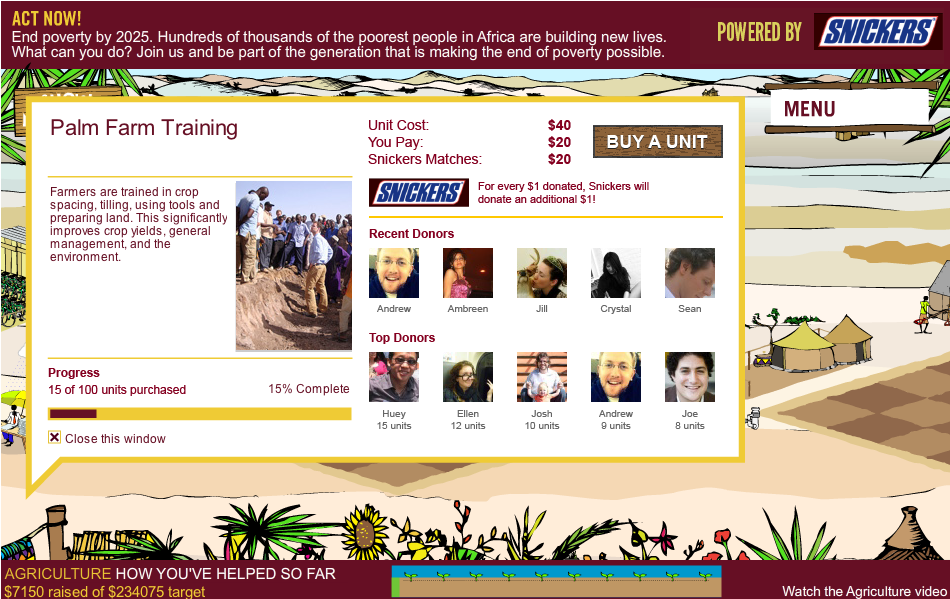 ACT NOW!
End poverty by 2025. Hundreds of thousands of the poorest people in Africa are building new lives.
What can you do? Join us and be part of the generation that is making the end of poverty possible.
POWERED BY
SNICKERS
MENU
Palm Farm Training
Unit Cost: $40
You Pay: $20
Snickers Matches: $20
BUY A UNIT
SNICKERS
For every $1 donated, Snickers will
donate an additional $1!
Farmers are trained in crop
spacing, tilling, using tools and
preparing land. This significantly
improves crop yields, general
management, and the
environment.
Recent Donors
Andrew Ambreen Jill Crystal Sean
Top Donors
Huey Ellen Josh Andrew Joe
15 units 12 units 10 units 9 units 8 units
Progress
15 of 100 units purchased 15% Complete
Close this window
AGRICULTURE HOW YOU'VE HELPED SO FAR
$7150 raised of $234075 target
Watch the Agriculture video